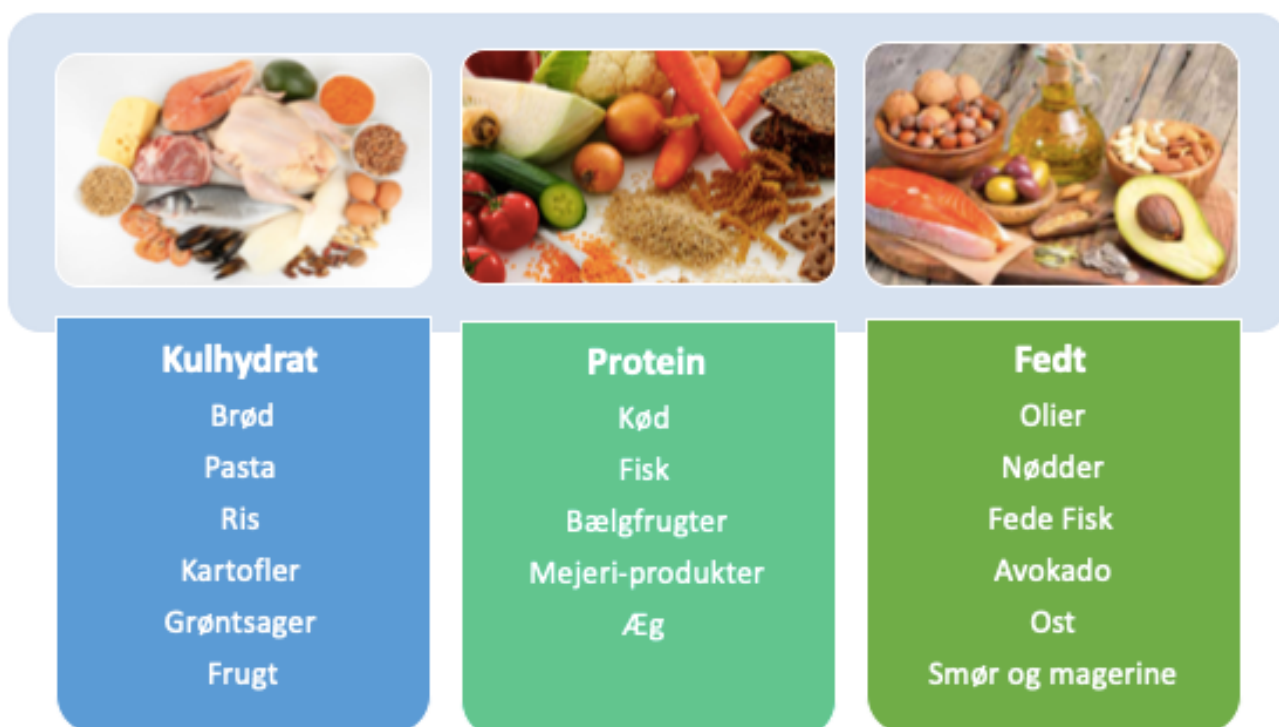 Kulhydrat
Brød
Pasta
Ris
Kartofler
Grøntsager
Frugt
Protein
Kød
Fisk
Bælgfrugter
Mejeri-produkter
Æg
Fedt
Olier
Nødder
Fede Fisk
Avokado
Ost
Smør og magerine